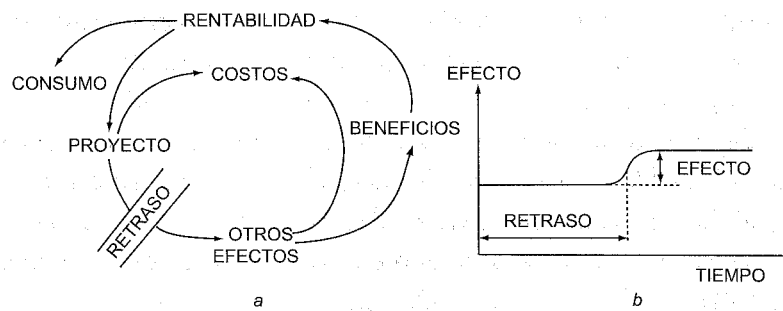 RENTABILIDAD
CONSUMO
COSTOS
BENEFICIOS
PROYECTO
RETRASO
OTROS
EFECTOS
a
EFECTO
EFECTO
RETRASO
TIEMPO
b